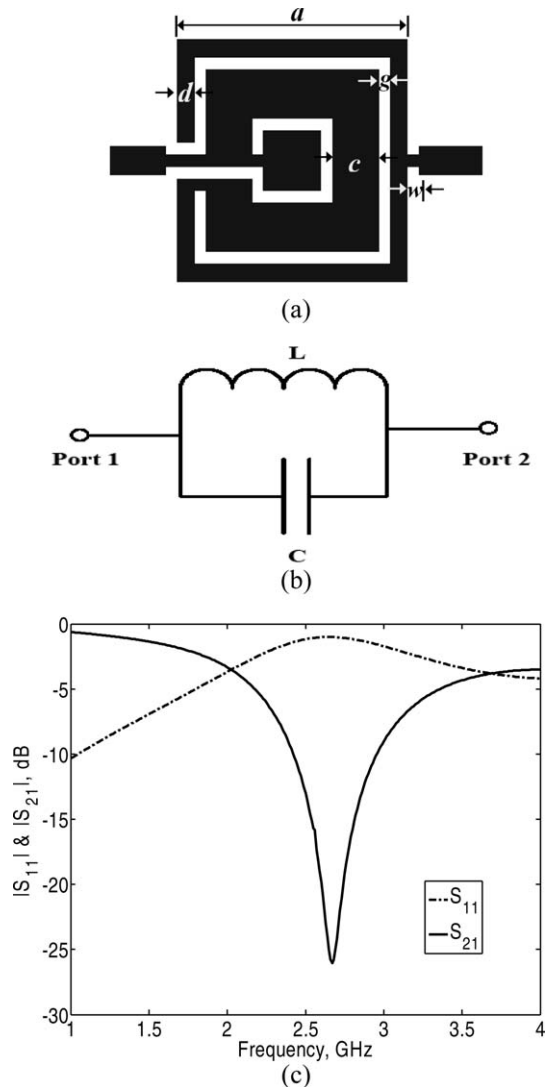 a
d
g
c
w
(a)
L
Port 1
Port 2
C
(b)
|S11| & |S21|, dB
0
-5
-10
-15
-20
-25
-30
S11
S21
1
1.5
2
2.5
3
3.5
4
Frequency, GHz
(c)